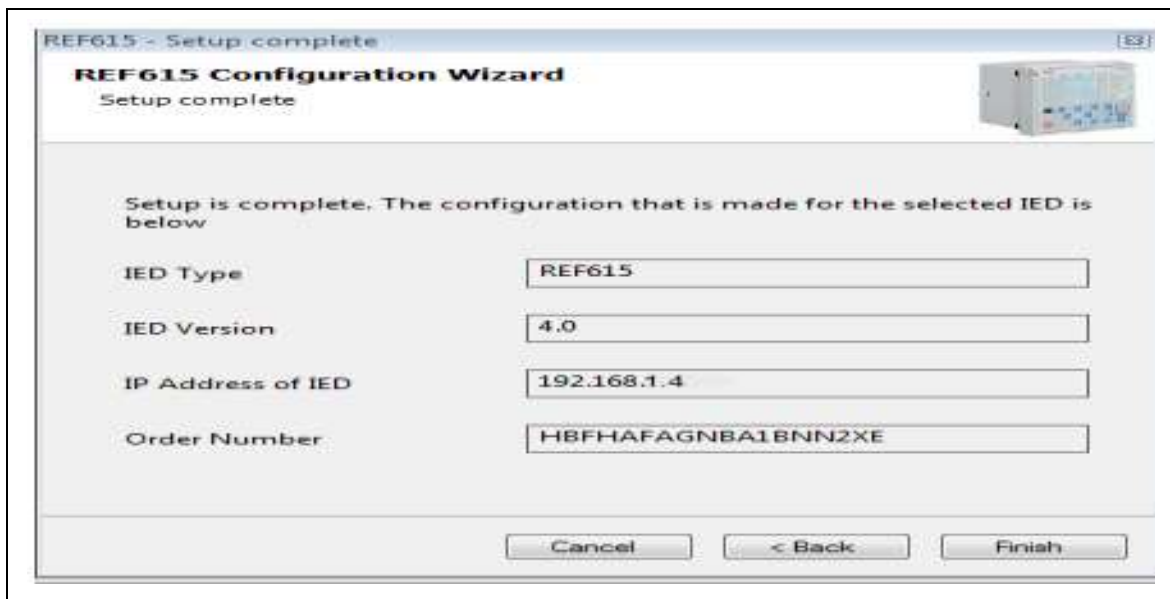 REF615 - Setup complete
REF615 Configuration Wizard
Setup complete
Setup is complete. The configuration that is made for the selected IED is
below
IED Type
REF615
IED Version
4.0
IP Address of IED
192.168.1.4
Order Number
HBFHAFAGNBA1BNN2XE
Cancel
< Back
Finish